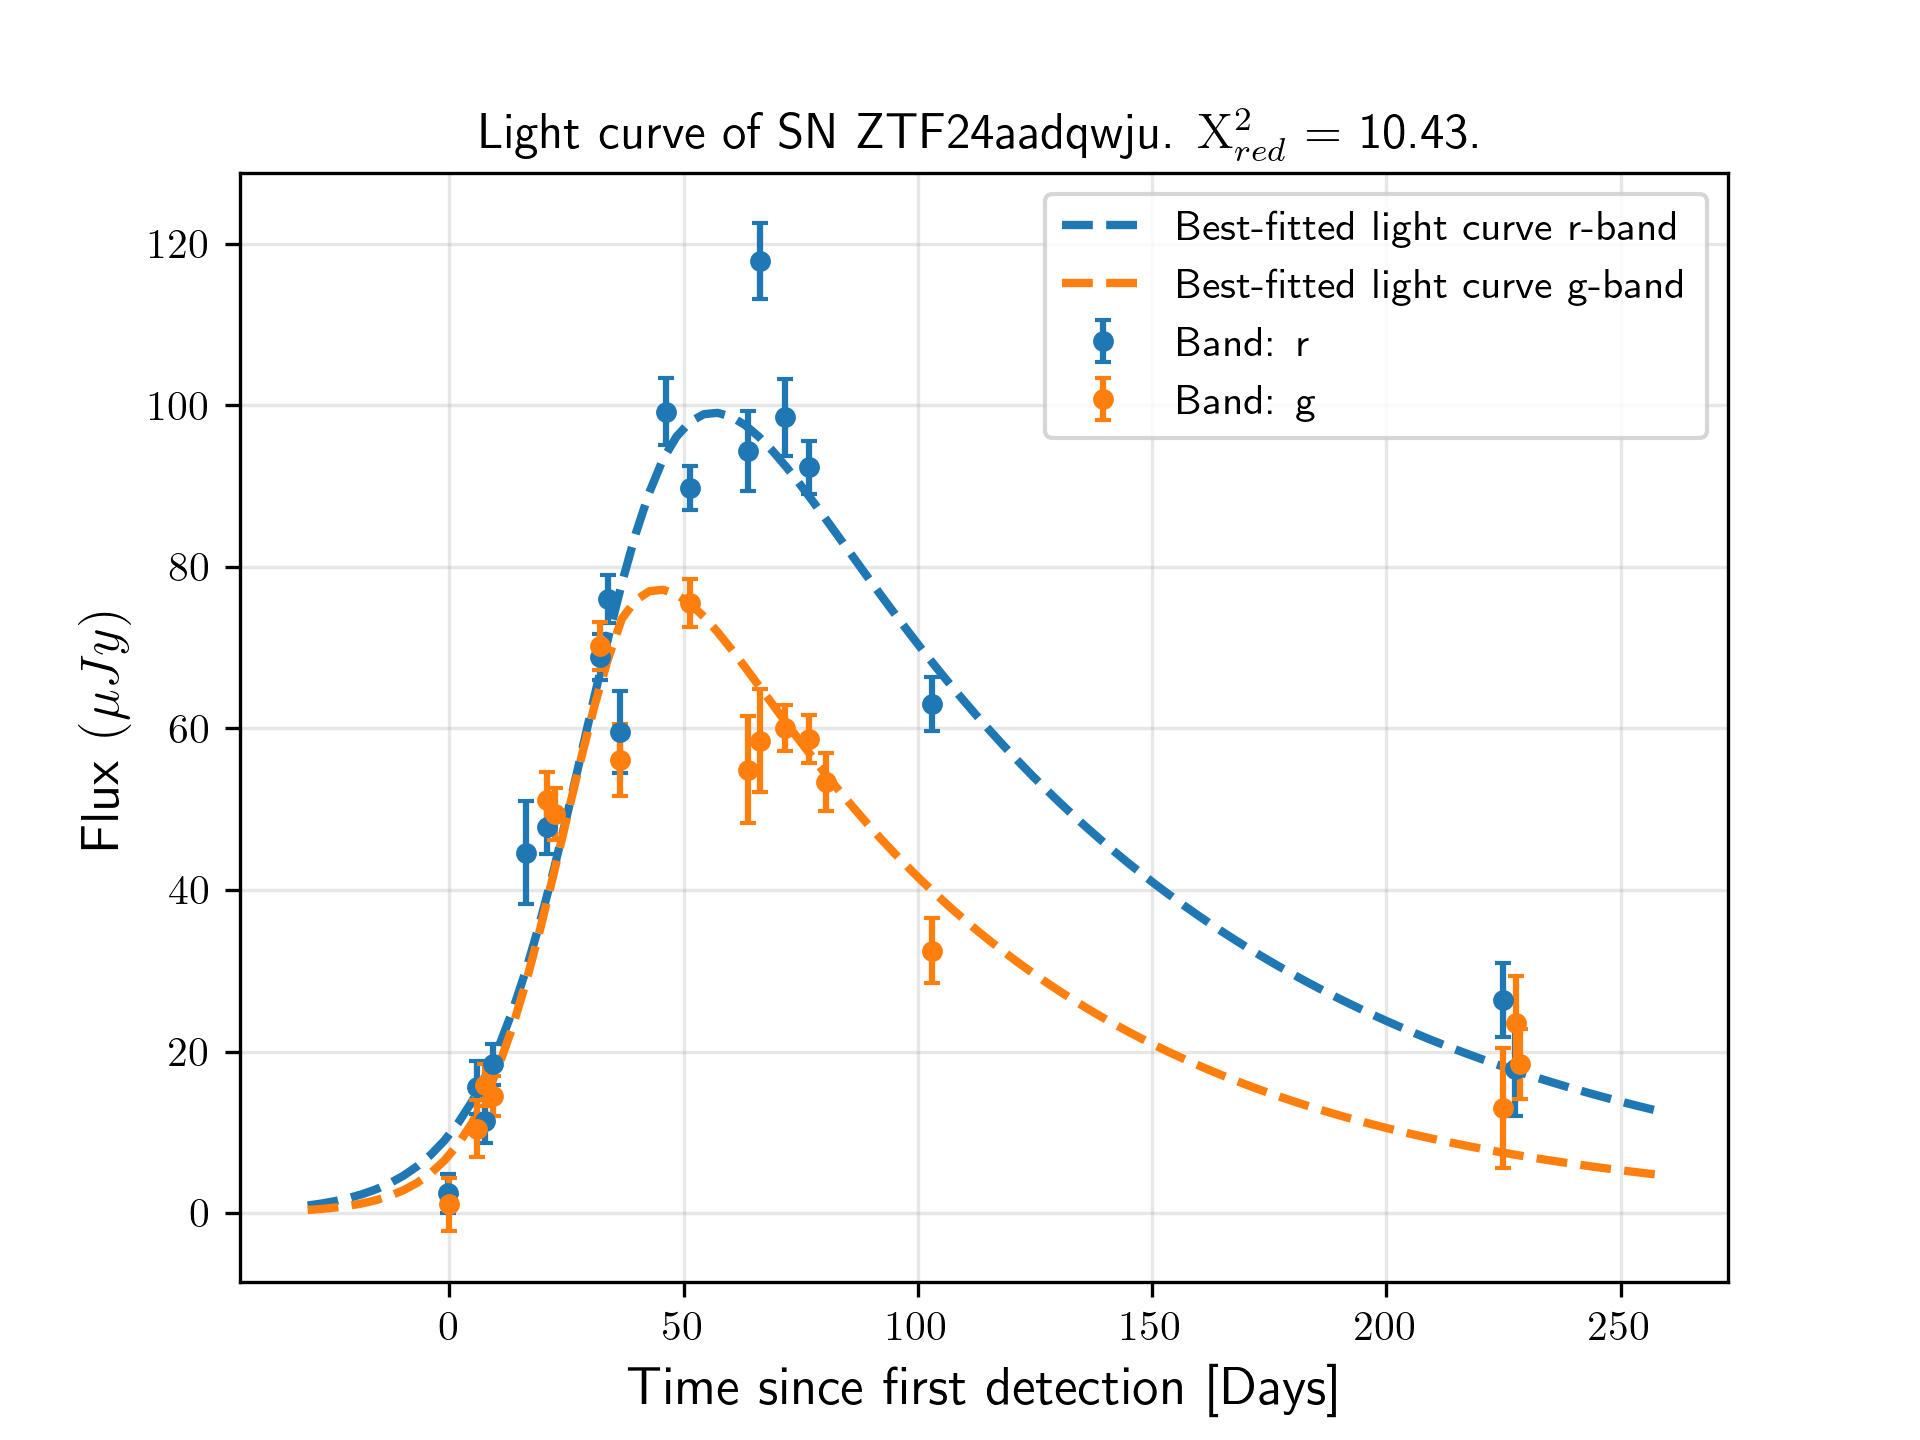 Light curve of SN ZTF24aadqwju. X²_red = 10.43.
Best-fitted light curve r-band
Best-fitted light curve g-band
Band: r
Band: g
120
100
80
60
40
20
0
Flux (μJy)
0 50 100 150 200 250
Time since first detection [Days]